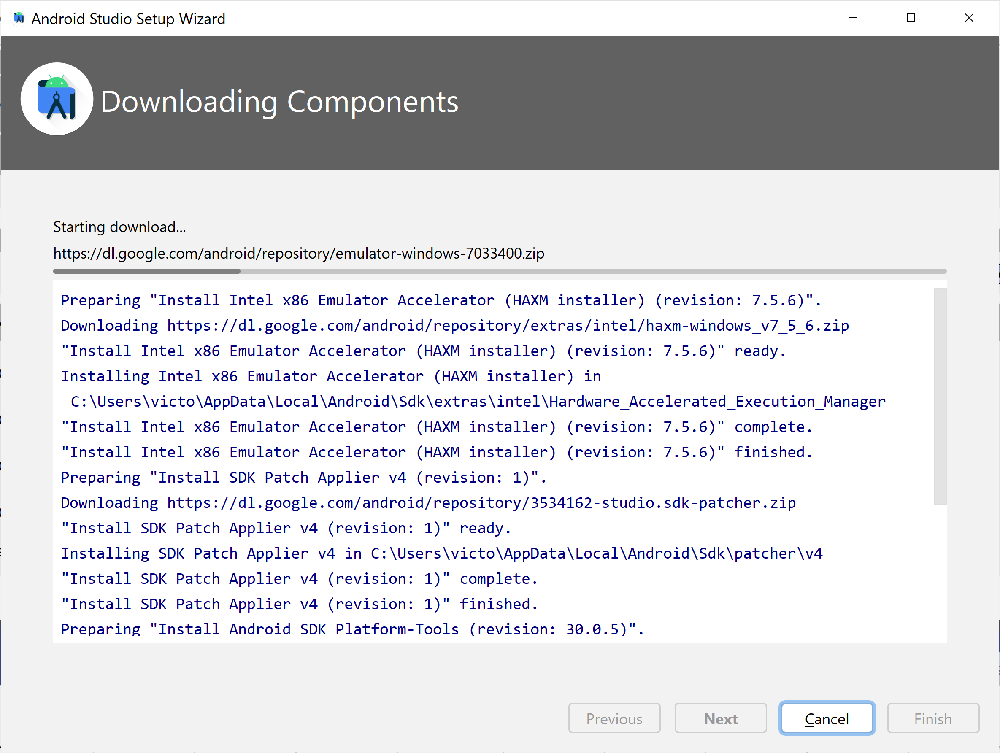 Android Studio Setup Wizard
Downloading Components
Starting download...
https://dl.google.com/android/repository/emulator-windows-7033400.zip
Preparing "Install Intel x86 Emulator Accelerator (HAXM installer) (revision: 7.5.6)".
Downloading https://dl.google.com/android/repository/extras/intel/haxm-windows_v7_5_6.zip
"Install Intel x86 Emulator Accelerator (HAXM installer) (revision: 7.5.6)" ready.
Installing Intel x86 Emulator Accelerator (HAXM installer) in
C:\Users\victo\AppData\Local\Android\Sdk\extras\intel\Hardware_Accelerated_Execution_Manager
"Install Intel x86 Emulator Accelerator (HAXM installer) (revision: 7.5.6)" complete.
"Install Intel x86 Emulator Accelerator (HAXM installer) (revision: 7.5.6)" finished.
Preparing "Install SDK Patch Applier v4 (revision: 1)".
Downloading https://dl.google.com/android/repository/3534162-studio.sdk-patcher.zip
"Install SDK Patch Applier v4 (revision: 1)" ready.
Installing SDK Patch Applier v4 in C:\Users\victo\AppData\Local\Android\Sdk\patcher\v4
"Install SDK Patch Applier v4 (revision: 1)" complete.
"Install SDK Patch Applier v4 (revision: 1)" finished.
Preparing "Install Android SDK Platform-Tools (revision: 30.0.5)".
Previous Next Cancel Finish